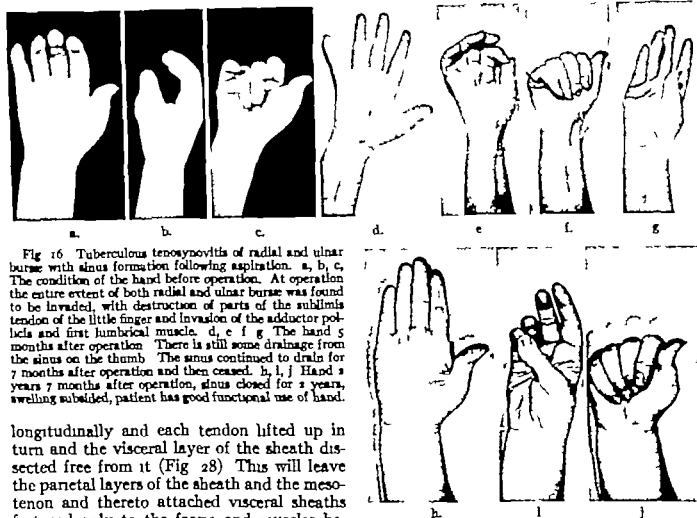 a. b. c. d. e f. g
Fig 16 Tuberculous tenosynovitis of radial and ulnar
bursæ with sinus formation following aspiration. a, b, c,
The condition of the hand before operation. At operation
the entire extent of both radial and ulnar bursæ was found
to be invaded, with destruction of parts of the sublimis
tendon of the little finger and invasion of the adductor pol-
licis and first lumbrical muscle. d, e f g The hand 5
months after operation There is still some drainage from
the sinus on the thumb The sinus continued to drain for
7 months after operation and then ceased. h, i, j Hand 2
years 7 months after operation, sinus closed for 2 years,
swelling subsided, patient has good functional use of hand.
h. i j.
longitudinally and each tendon lifted up in
turn and the visceral layer of the sheath dis-
sected free from it (Fig 28) This will leave
the parietal layers of the sheath and the meso-
tenon and thereto attached visceral sheaths